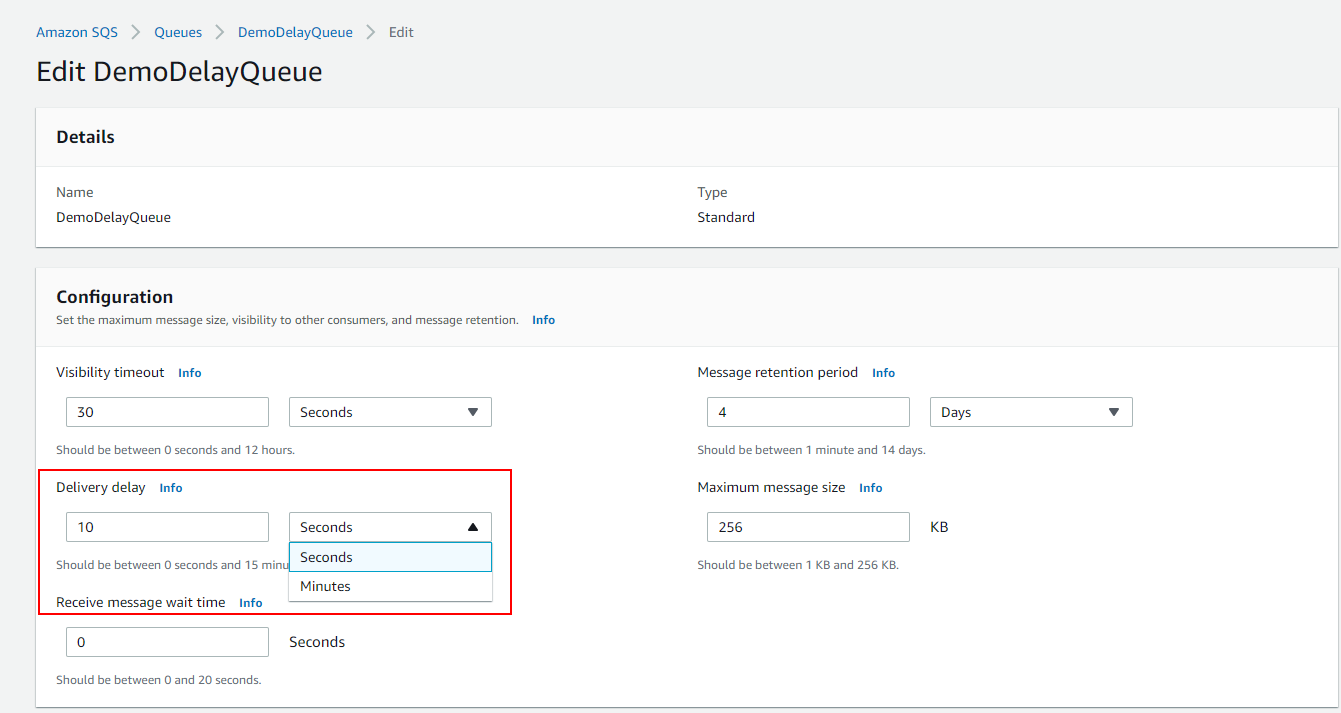 Amazon SQS > Queues > DemoDelayQueue > Edit
Edit DemoDelayQueue
Details
Name
DemoDelayQueue
Type
Standard
Configuration
Set the maximum message size, visibility to other consumers, and message retention. Info
Visibility timeout Info
30 Seconds
Should be between 0 seconds and 12 hours.
Message retention period Info
4 Days
Should be between 1 minute and 14 days.
Delivery delay Info
10 Seconds
Seconds
Minutes
Should be between 0 seconds and 15 minu
Maximum message size Info
256 KB
Should be between 1 KB and 256 KB.
Receive message wait time Info
0 Seconds
Should be between 0 and 20 seconds.